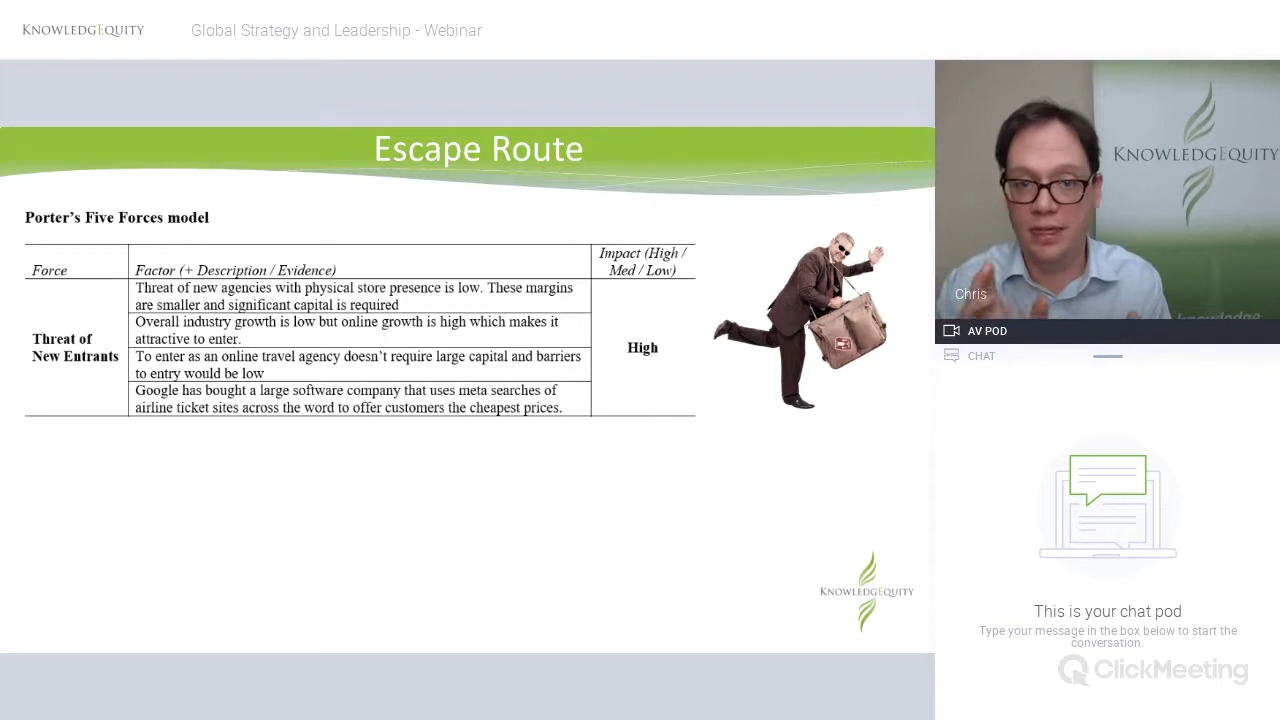 KNOWLEDGEQUITY
Global Strategy and Leadership - Webinar
Escape Route
Porter's Five Forces model
Force
Factor (+ Description / Evidence)
Impact (High /
Med / Low)
Threat of
New Entrants
Threat of new agencies with physical store presence is low. These margins
are smaller and significant capital is required
Overall industry growth is low but online growth is high which makes it
attractive to enter.
To enter as an online travel agency doesn't require large capital and barriers
to entry would be low
Google has bought a large software company that uses meta searches of
airline ticket sites across the word to offer customers the cheapest prices.
High
KNOWLEDGEQUITY
KNOWLEDGEQUITY
knowledge
Chris
AV POD
CHAT
This is your chat pod
Type your message in the box below to start the
conversation.
ClickMeeting